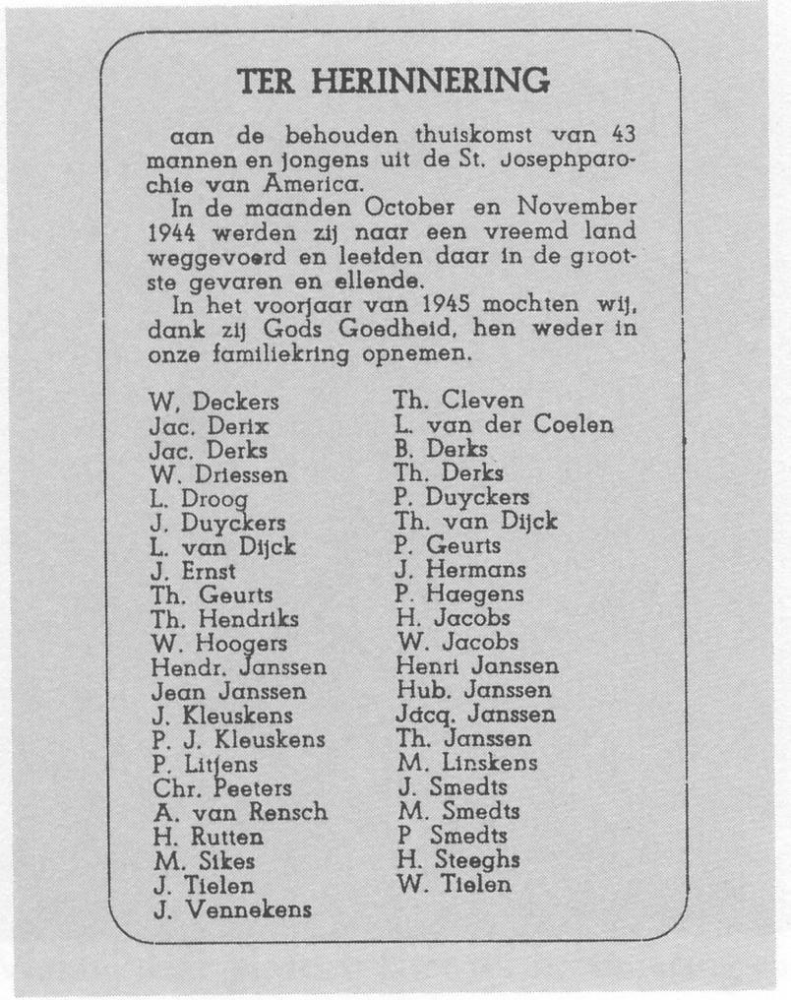 TER HERINNERING
aan de behouden thuiskomst van 43
mannen en jongens uit de St. Josephparo-
chie van America.
In de maanden October en November
1944 werden zij naar een vreemd land
weggevoerd en leefden daar in de groot-
ste gevaren en ellende.
In het voorjaar van 1945 mochten wij,
dank zij Gods Goedheid, hen weder in
onze familiekring opnemen.
W, Deckers
Jac. Derix
Jac. Derks
W. Driessen
L. Droog
J. Duyckers
L. van Dijck
J. Ernst
Th. Geurts
Th. Hendriks
W. Hoogers
Hendr. Janssen
Jean Janssen
J. Kleuskens
P. J. Kleuskens
P. Litjens
Chr. Peeters
A. van Rensch
H. Rutten
M. Sikes
J. Tielen
J. Vennekens
Th. Cleven
L. van der Coelen
B. Derks
Th. Derks
P. Duyckers
Th. van Dijck
P. Geurts
J. Hermans
P. Haegens
H. Jacobs
W. Jacobs
Henri Janssen
Hub. Janssen
Jacq. Janssen
Th. Janssen
M. Linskens
J. Smedts
M. Smedts
P Smedts
H. Steeghs
W. Tielen